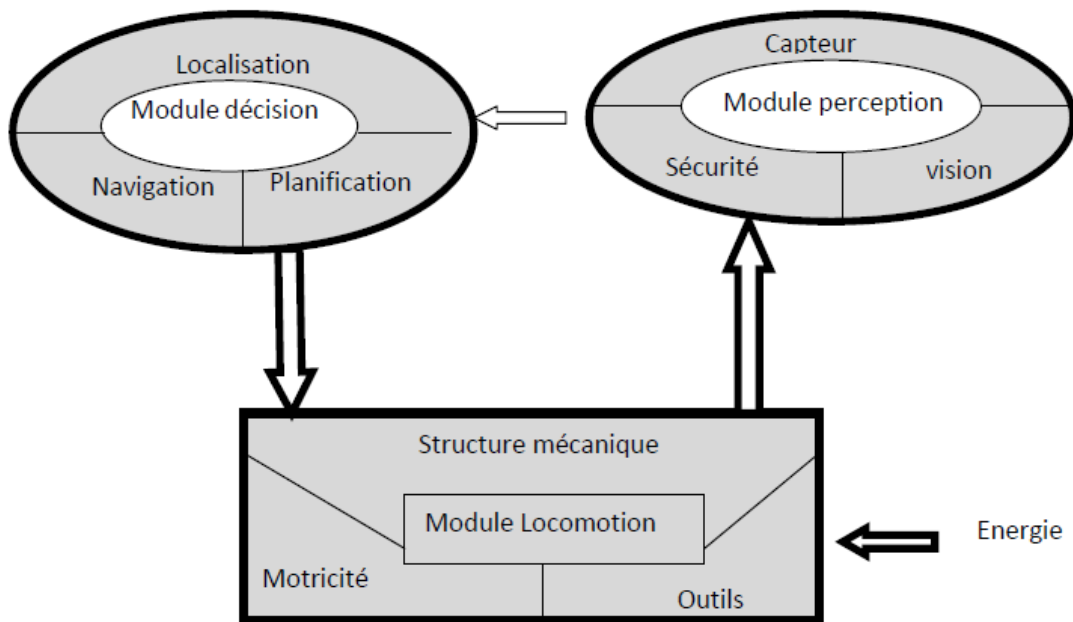 Localisation
Module décision
Navigation
Planification
Capteur
Module perception
Sécurité
vision
Structure mécanique
Module Locomotion
Motricité
Outils
Energie